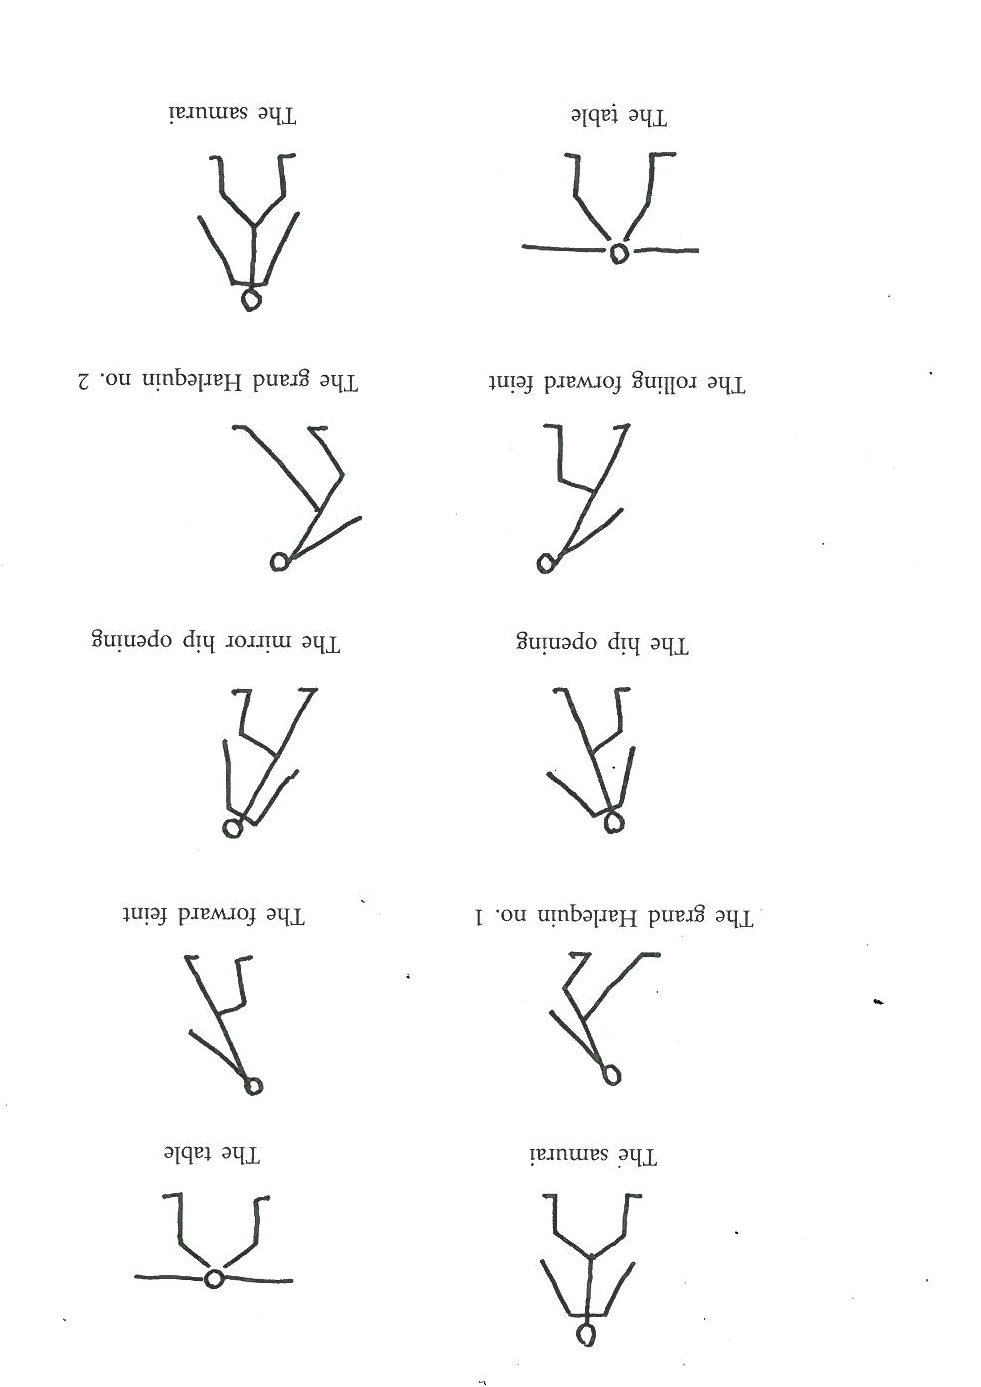 The samurai
The table
The grand Harlequin no. 1
The forward feint
The hip opening
The mirror hip opening
The rolling forward feint
The grand Harlequin no. 2
The table
The samurai